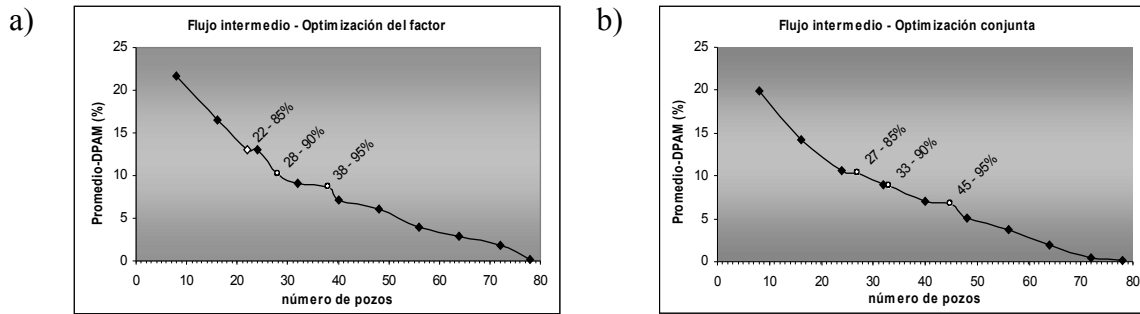 a)
Flujo intermedio - Optimización del factor
25
20
15
10
5
0
Promedio-DPAM (%)
22 - 85%
28 - 90%
38 - 95%
0 10 20 30 40 50 60 70 80
número de pozos
b)
Flujo intermedio - Optimización conjunta
25
20
15
10
5
0
Promedio-DPAM (%)
27 - 85%
33 - 90%
45 - 95%
0 10 20 30 40 50 60 70 80
número de pozos